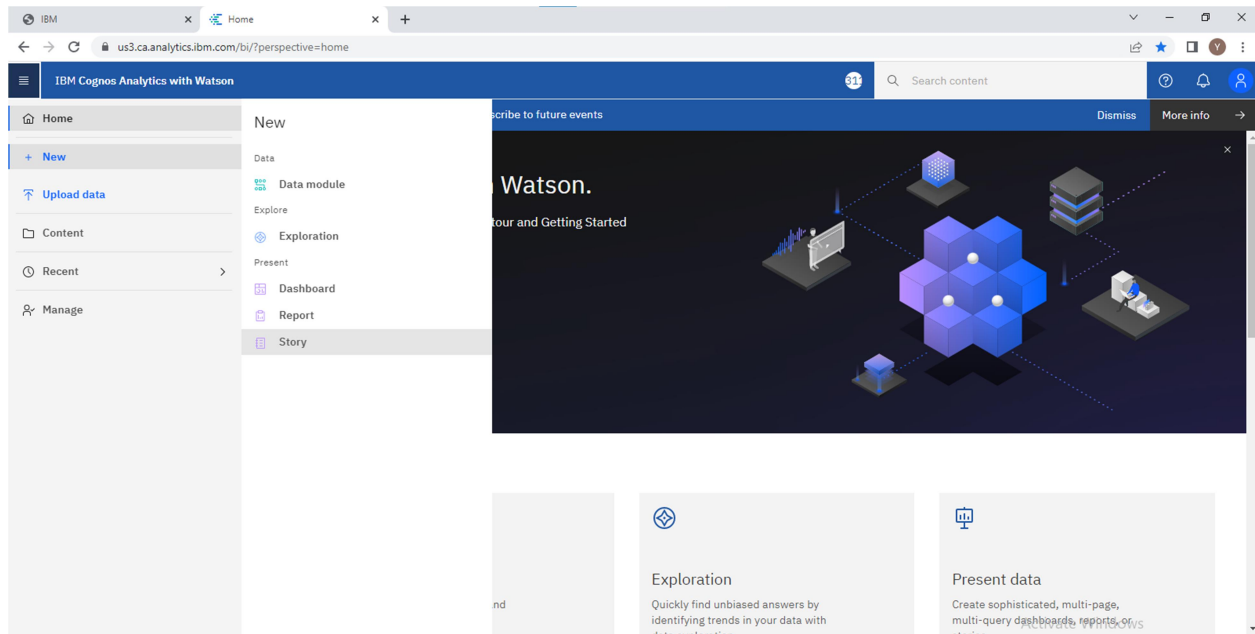 IBM
Home
us3.ca.analytics.ibm.com/bi/?perspective=home
Y
IBM Cognos Analytics with Watson
Search content
Home
New
scribe to future events
Dismiss
More info
New
Data
Data module
Watson.
Upload data
Explore
tour and Getting Started
Content
Exploration
Present
Recent
Dashboard
Manage
Report
Story
Exploration
Present data
nd
Quickly find unbiased answers by
Create sophisticated, multi-page,
identifying trends in your data with
multi-query dashboards, reports, or
Activate Windows